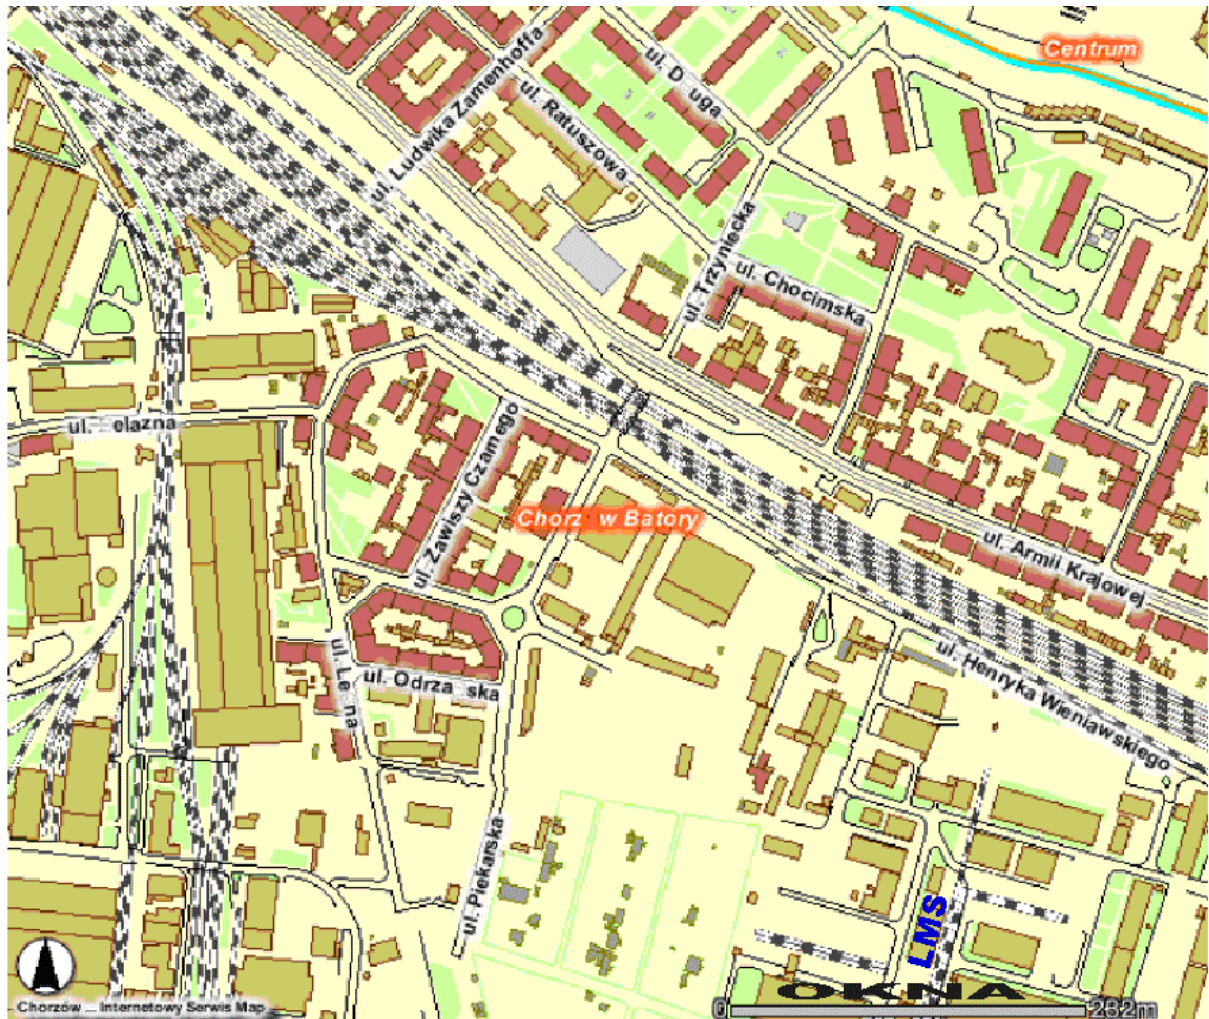 Centrum
ul. Ludwika Zamenhoffa
ul. D uga
ul. Ratuszowa
ul. Trzyniecka
ul. Chocimska
ul. elazna
ul. Zawiszy Czarnego
Chorz w Batory
ul. Armii Krajowej
ul. Le na
ul. Odrza ska
ul. Henryka Wieniawskiego
ul. Piekarska
LMS
OKNA
0 282m
Chorzów ... Internetowy Serwis Map